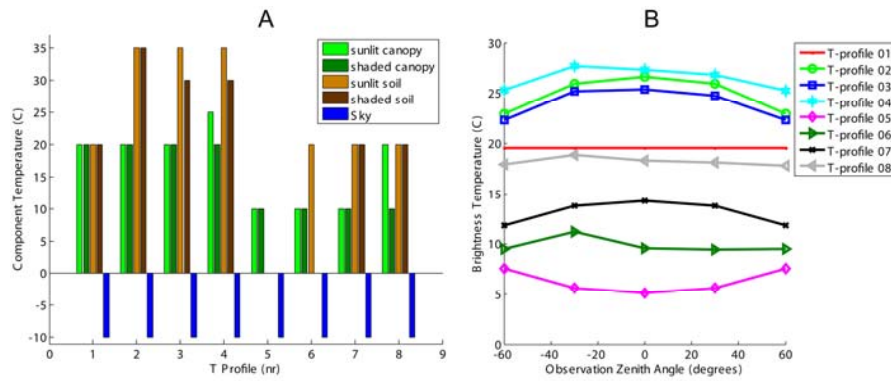 A
B
Component Temperature (C)
35
30
25
20
15
10
5
0
-5
-10
0
1
2
3
4
5
6
7
8
9
T Profile (nr)
sunlit canopy
shaded canopy
sunlit soil
shaded soil
Sky
Brightness Temperature (C)
30
25
20
15
10
5
0
-60
-40
-20
0
20
40
60
Observation Zenith Angle (degrees)
T-profile 01
T-profile 02
T-profile 03
T-profile 04
T-profile 05
T-profile 06
T-profile 07
T-profile 08